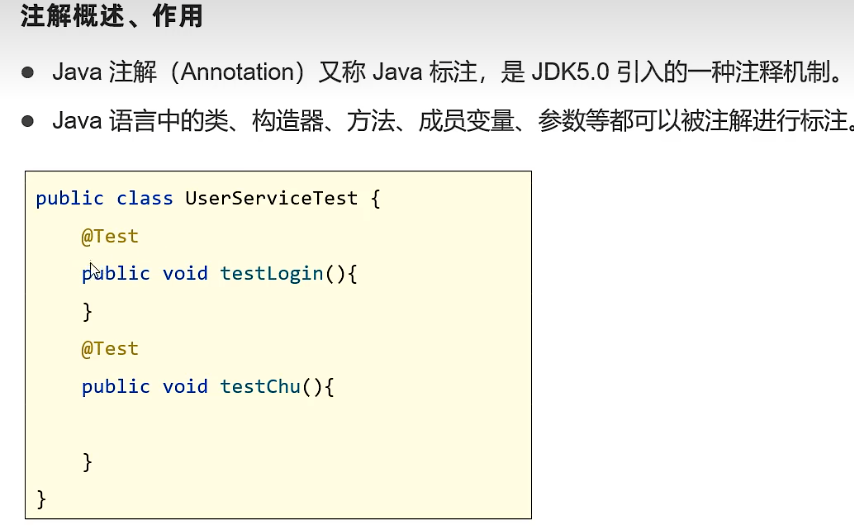 注解概述、作用
● Java 注解（Annotation）又称 Java 标注，是 JDK5.0 引入的一种注释机制。
● Java 语言中的类、构造器、方法、成员变量、参数等都可以被注解进行标注。
public class UserServiceTest {
    @Test
    public void testLogin(){
    }
    @Test
    public void testChu(){
    }
}